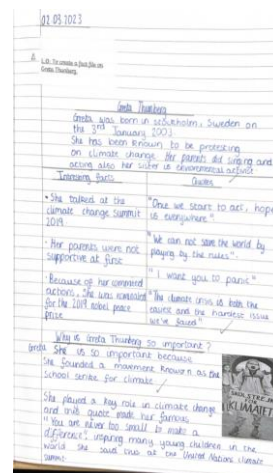 02.03.2023
L.O. To create a fact file on
Greta Thunberg.
Greta Thunberg
Greta was born in Stockholm, Sweden on
the 3rd January 2003.
She has been known to be protesting
on climate change. Her parents did singing and
acting also her sister is environmental activist
Interesting facts
• She talked at the
climate change summit
2019.
• Her parents were not
supportive at first
• Because of her
actions, she was
for the 2019 nobel peace
prize
Quotes
"Once we start to act, hope
is everywhere".
"We can not save the world by
playing by the rules".
"I want you to panic"
"The climate crisis is both the
easiest and the hardest issue
we've faced"
Why is Greta Thunberg so important?
Greta She is so important because
she founded a movement known as the
school strike for climate
She played a key role in climate change
and this quote made her famous
"You are never too small to make a
difference", inspiring many young children in the
world she said this at the United Nations climate
summit.
SKOLSTREJK
KLIMATET